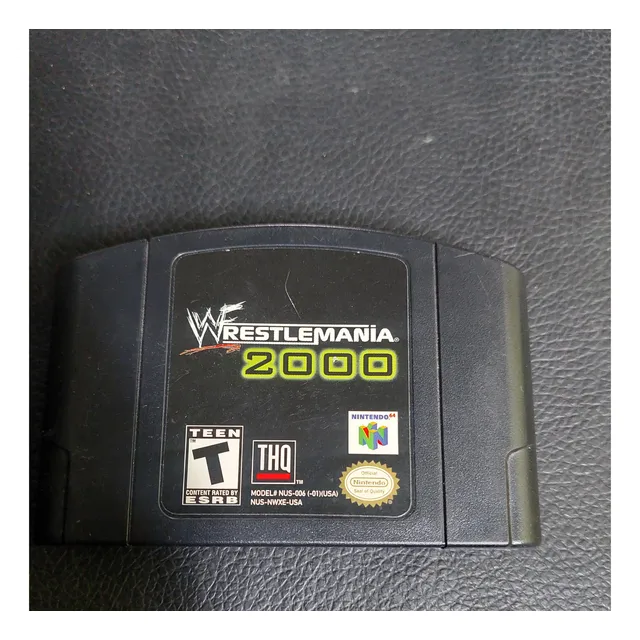 WF WRESTLEMANIA®
2000
NINTENDO 64
TEEN
T
CONTENT RATED BY
ESRB
THQ
™
MODEL# NUS-006 (-01)(USA)
NUS-NWXE-USA
Official
Nintendo
Seal of Quality